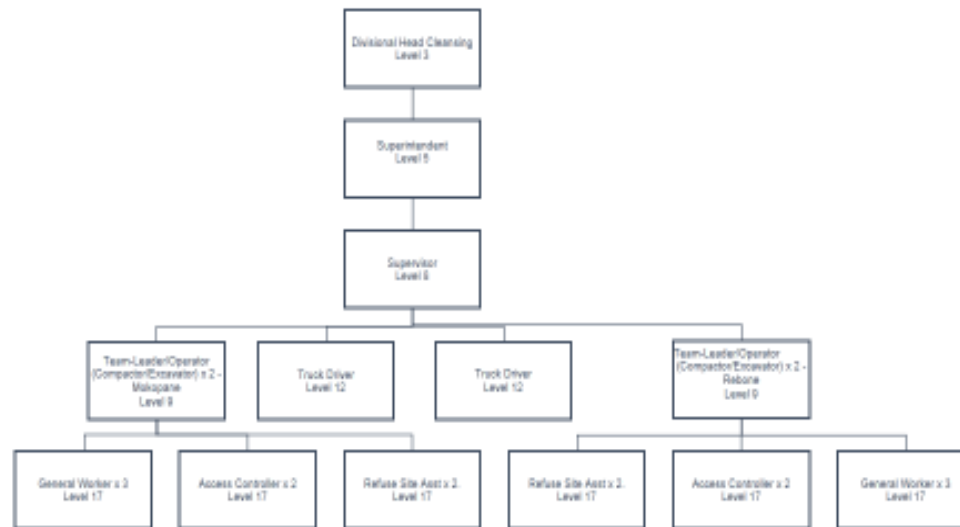 Divisional Head Cleansing
Level 3
Superintendent
Level 5
Supervisor
Level 6
Team-Leader/Operator
(Compactor/Excavator) x 2 -
Mokopane
Level 9
Truck Driver
Level 12
Truck Driver
Level 12
Team-Leader/Operator
(Compactor/Excavator) x 2 -
Rebone
Level 9
General Worker x 3
Level 17
Access Controller x 2
Level 17
Refuse Site Asst x 2.
Level 17
Refuse Site Asst x 2.
Level 17
Access Controller x 2
Level 17
General Worker x 3
Level 17